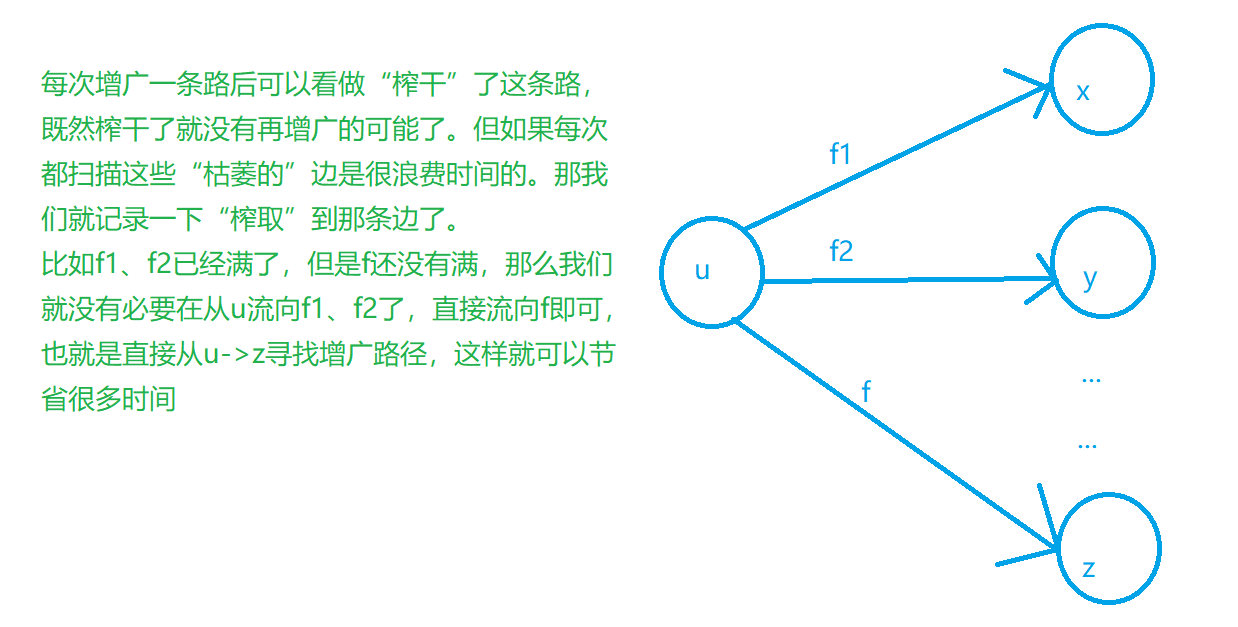 每次增广一条路后可以看做“榨干”了这条路，
既然榨干了就没有再增广的可能了。但如果每次
都扫描这些“枯萎的”边是很浪费时间的。那我
们就记录一下“榨取”到那条边了。
比如f1、f2已经满了，但是f还没有满，那么我们
就没有必要在从u流向f1、f2了，直接流向f即可，
也就是直接从u->z寻找增广路径，这样就可以节
省很多时间
x
f1
f2
u
y
...
f
...
z